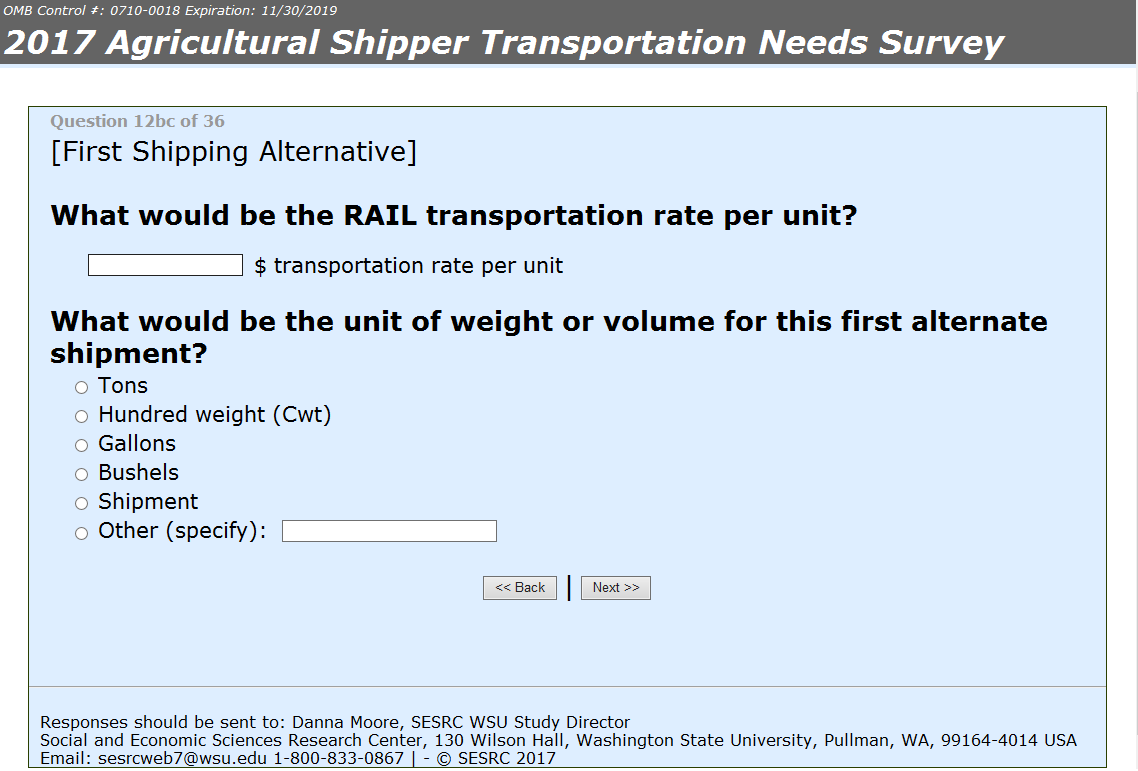 OMB Control #: 0710-0018 Expiration: 11/30/2019
2017 Agricultural Shipper Transportation Needs Survey
Question 12bc of 36
[First Shipping Alternative]
What would be the RAIL transportation rate per unit?
$ transportation rate per unit
What would be the unit of weight or volume for this first alternate
shipment?
Tons
Hundred weight (Cwt)
Gallons
Bushels
Shipment
Other (specify):
<< Back | Next >>
Responses should be sent to: Danna Moore, SESRC WSU Study Director
Social and Economic Sciences Research Center, 130 Wilson Hall, Washington State University, Pullman, WA, 99164-4014 USA
Email: sesrcweb7@wsu.edu 1-800-833-0867 | - © SESRC 2017